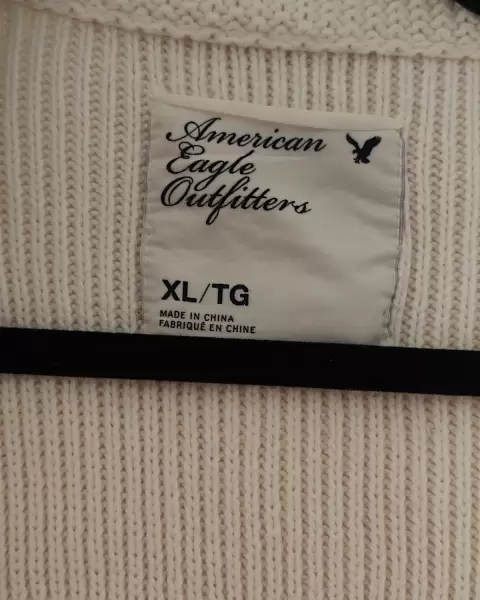 American
Eagle
Outfitters
XL/TG
MADE IN CHINA
FABRIQUÉ EN CHINE